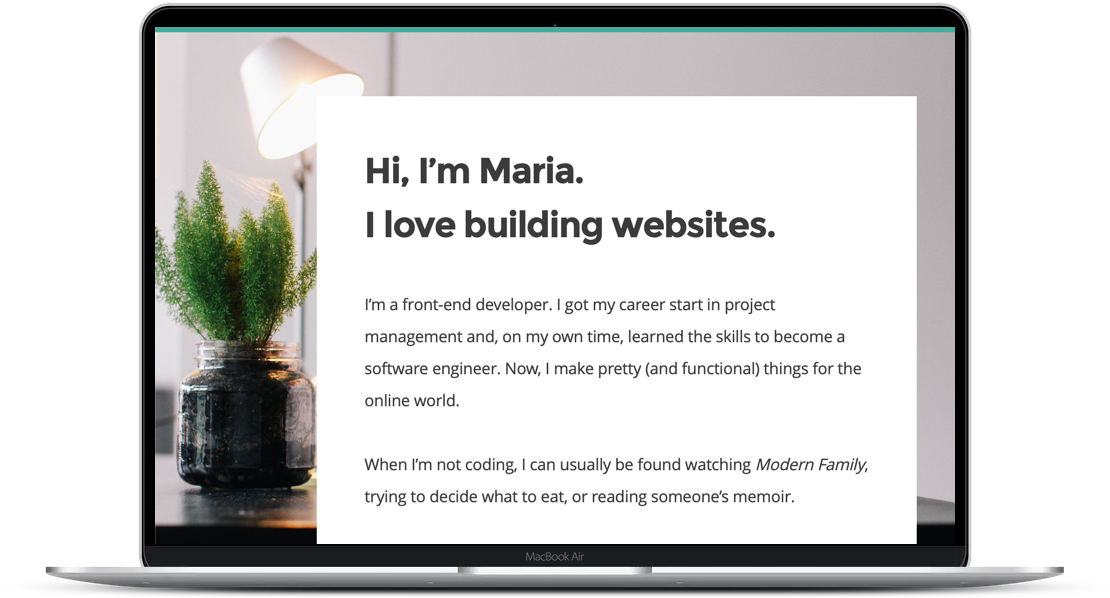 Hi, I’m Maria.
I love building websites.
I’m a front-end developer. I got my career start in project
management and, on my own time, learned the skills to become a
software engineer. Now, I make pretty (and functional) things for the
online world.
When I’m not coding, I can usually be found watching Modern Family,
trying to decide what to eat, or reading someone’s memoir.
MacBook Air